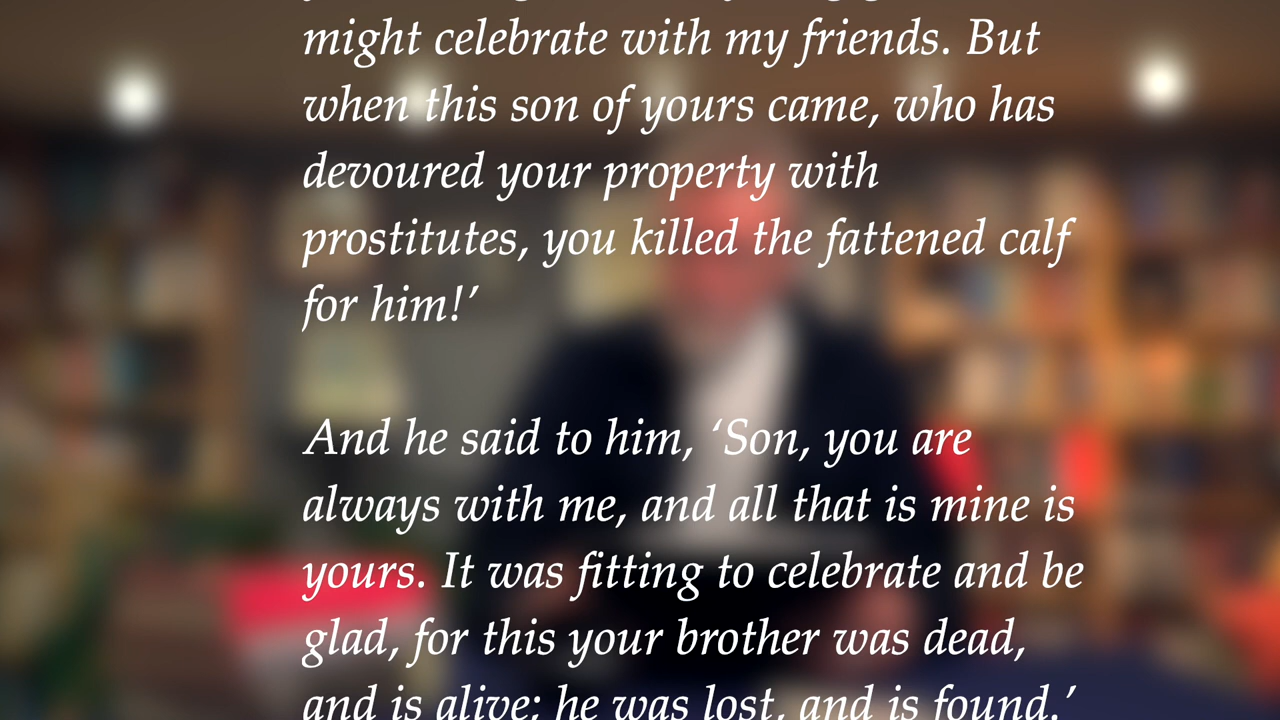 might celebrate with my friends. But
when this son of yours came, who has
devoured your property with
prostitutes, you killed the fattened calf
for him!’
And he said to him, ‘Son, you are
always with me, and all that is mine is
yours. It was fitting to celebrate and be
glad, for this your brother was dead,
and is alive; he was lost, and is found.’